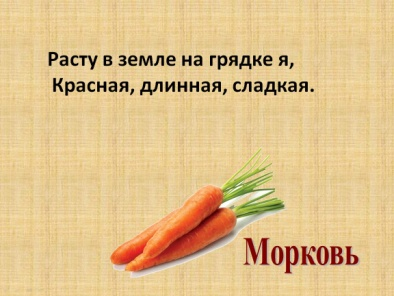 Расту в земле на грядке я,
Красная, длинная, сладкая.
Морковь